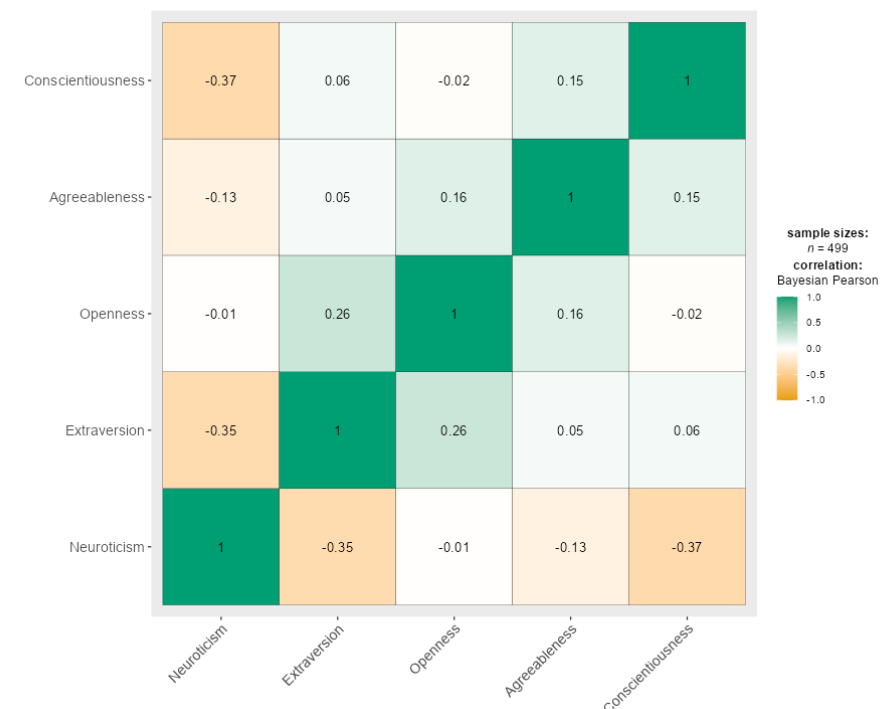 Conscientiousness -0.37 0.06 -0.02 0.15 1
Agreeableness -0.13 0.05 0.16 1 0.15
Openness -0.01 0.26 1 0.16 -0.02
Extraversion -0.35 1 0.26 0.05 0.06
Neuroticism 1 -0.35 -0.01 -0.13 -0.37
Neuroticism Extraversion Openness Agreeableness Conscientiousness
sample sizes:
n = 499
correlation:
Bayesian Pearson
1.0
0.5
0.0
-0.5
-1.0